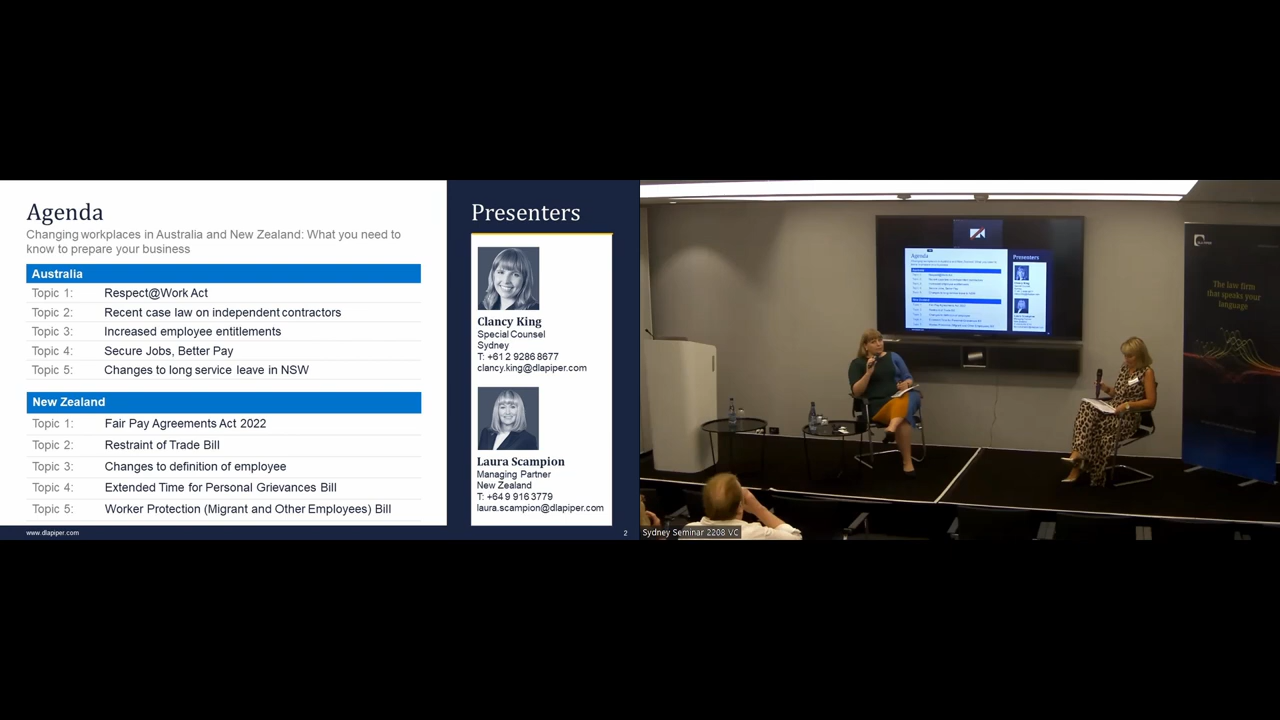 Agenda
Changing workplaces in Australia and New Zealand: What you need to
know to prepare your business
Australia
Topic 1: Respect@Work Act
Topic 2: Recent case law on independent contractors
Topic 3: Increased employee entitlements
Topic 4: Secure Jobs, Better Pay
Topic 5: Changes to long service leave in NSW
New Zealand
Topic 1: Fair Pay Agreements Act 2022
Topic 2: Restraint of Trade Bill
Topic 3: Changes to definition of employee
Topic 4: Extended Time for Personal Grievances Bill
Topic 5: Worker Protection (Migrant and Other Employees) Bill
www.dlapiper.com
Presenters
Clancy King
Special Counsel
Sydney
T: +61 2 9286 8677
clancy.king@dlapiper.com
Laura Scampion
Managing Partner
New Zealand
T: +64 9 916 3779
laura.scampion@dlapiper.com
2
Agenda
Presenters
The law firm
that speaks your
language
Sydney Seminar 2208 VC